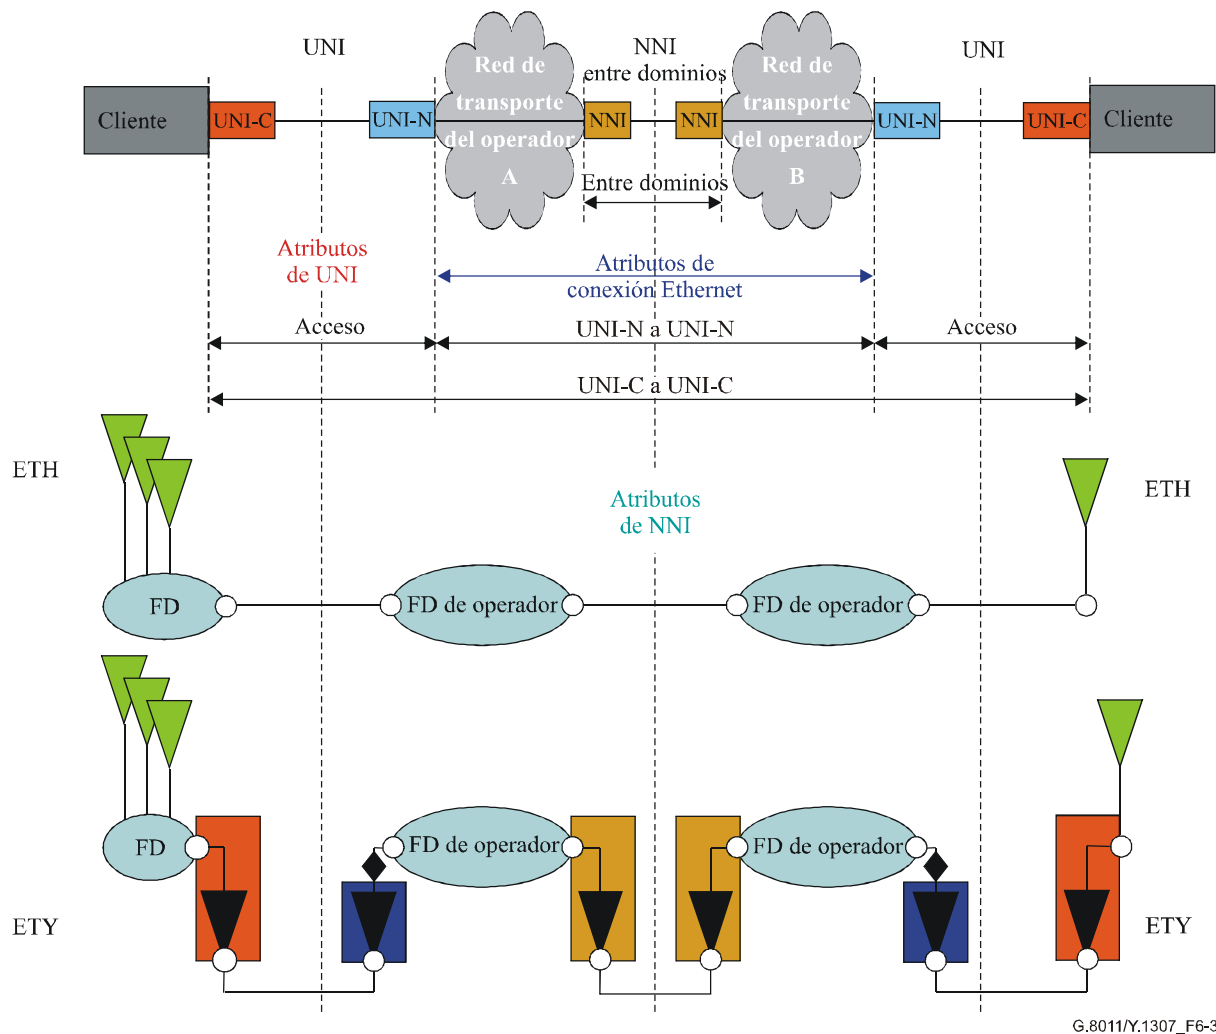 UNI
NNI
entre dominios
UNI
Cliente
UNI-C
UNI-N
Red de
transporte
del operador
A
NNI
NNI
Red de
transporte
del operador
B
UNI-N
UNI-C
Cliente
Entre dominios
Atributos
de UNI
Atributos de
conexión Ethernet
Acceso
UNI-N a UNI-N
Acceso
UNI-C a UNI-C
ETH
ETH
Atributos
de NNI
FD
FD de operador
FD de operador
FD
FD de operador
FD de operador
ETY
ETY
G.8011/Y.1307_F6-3